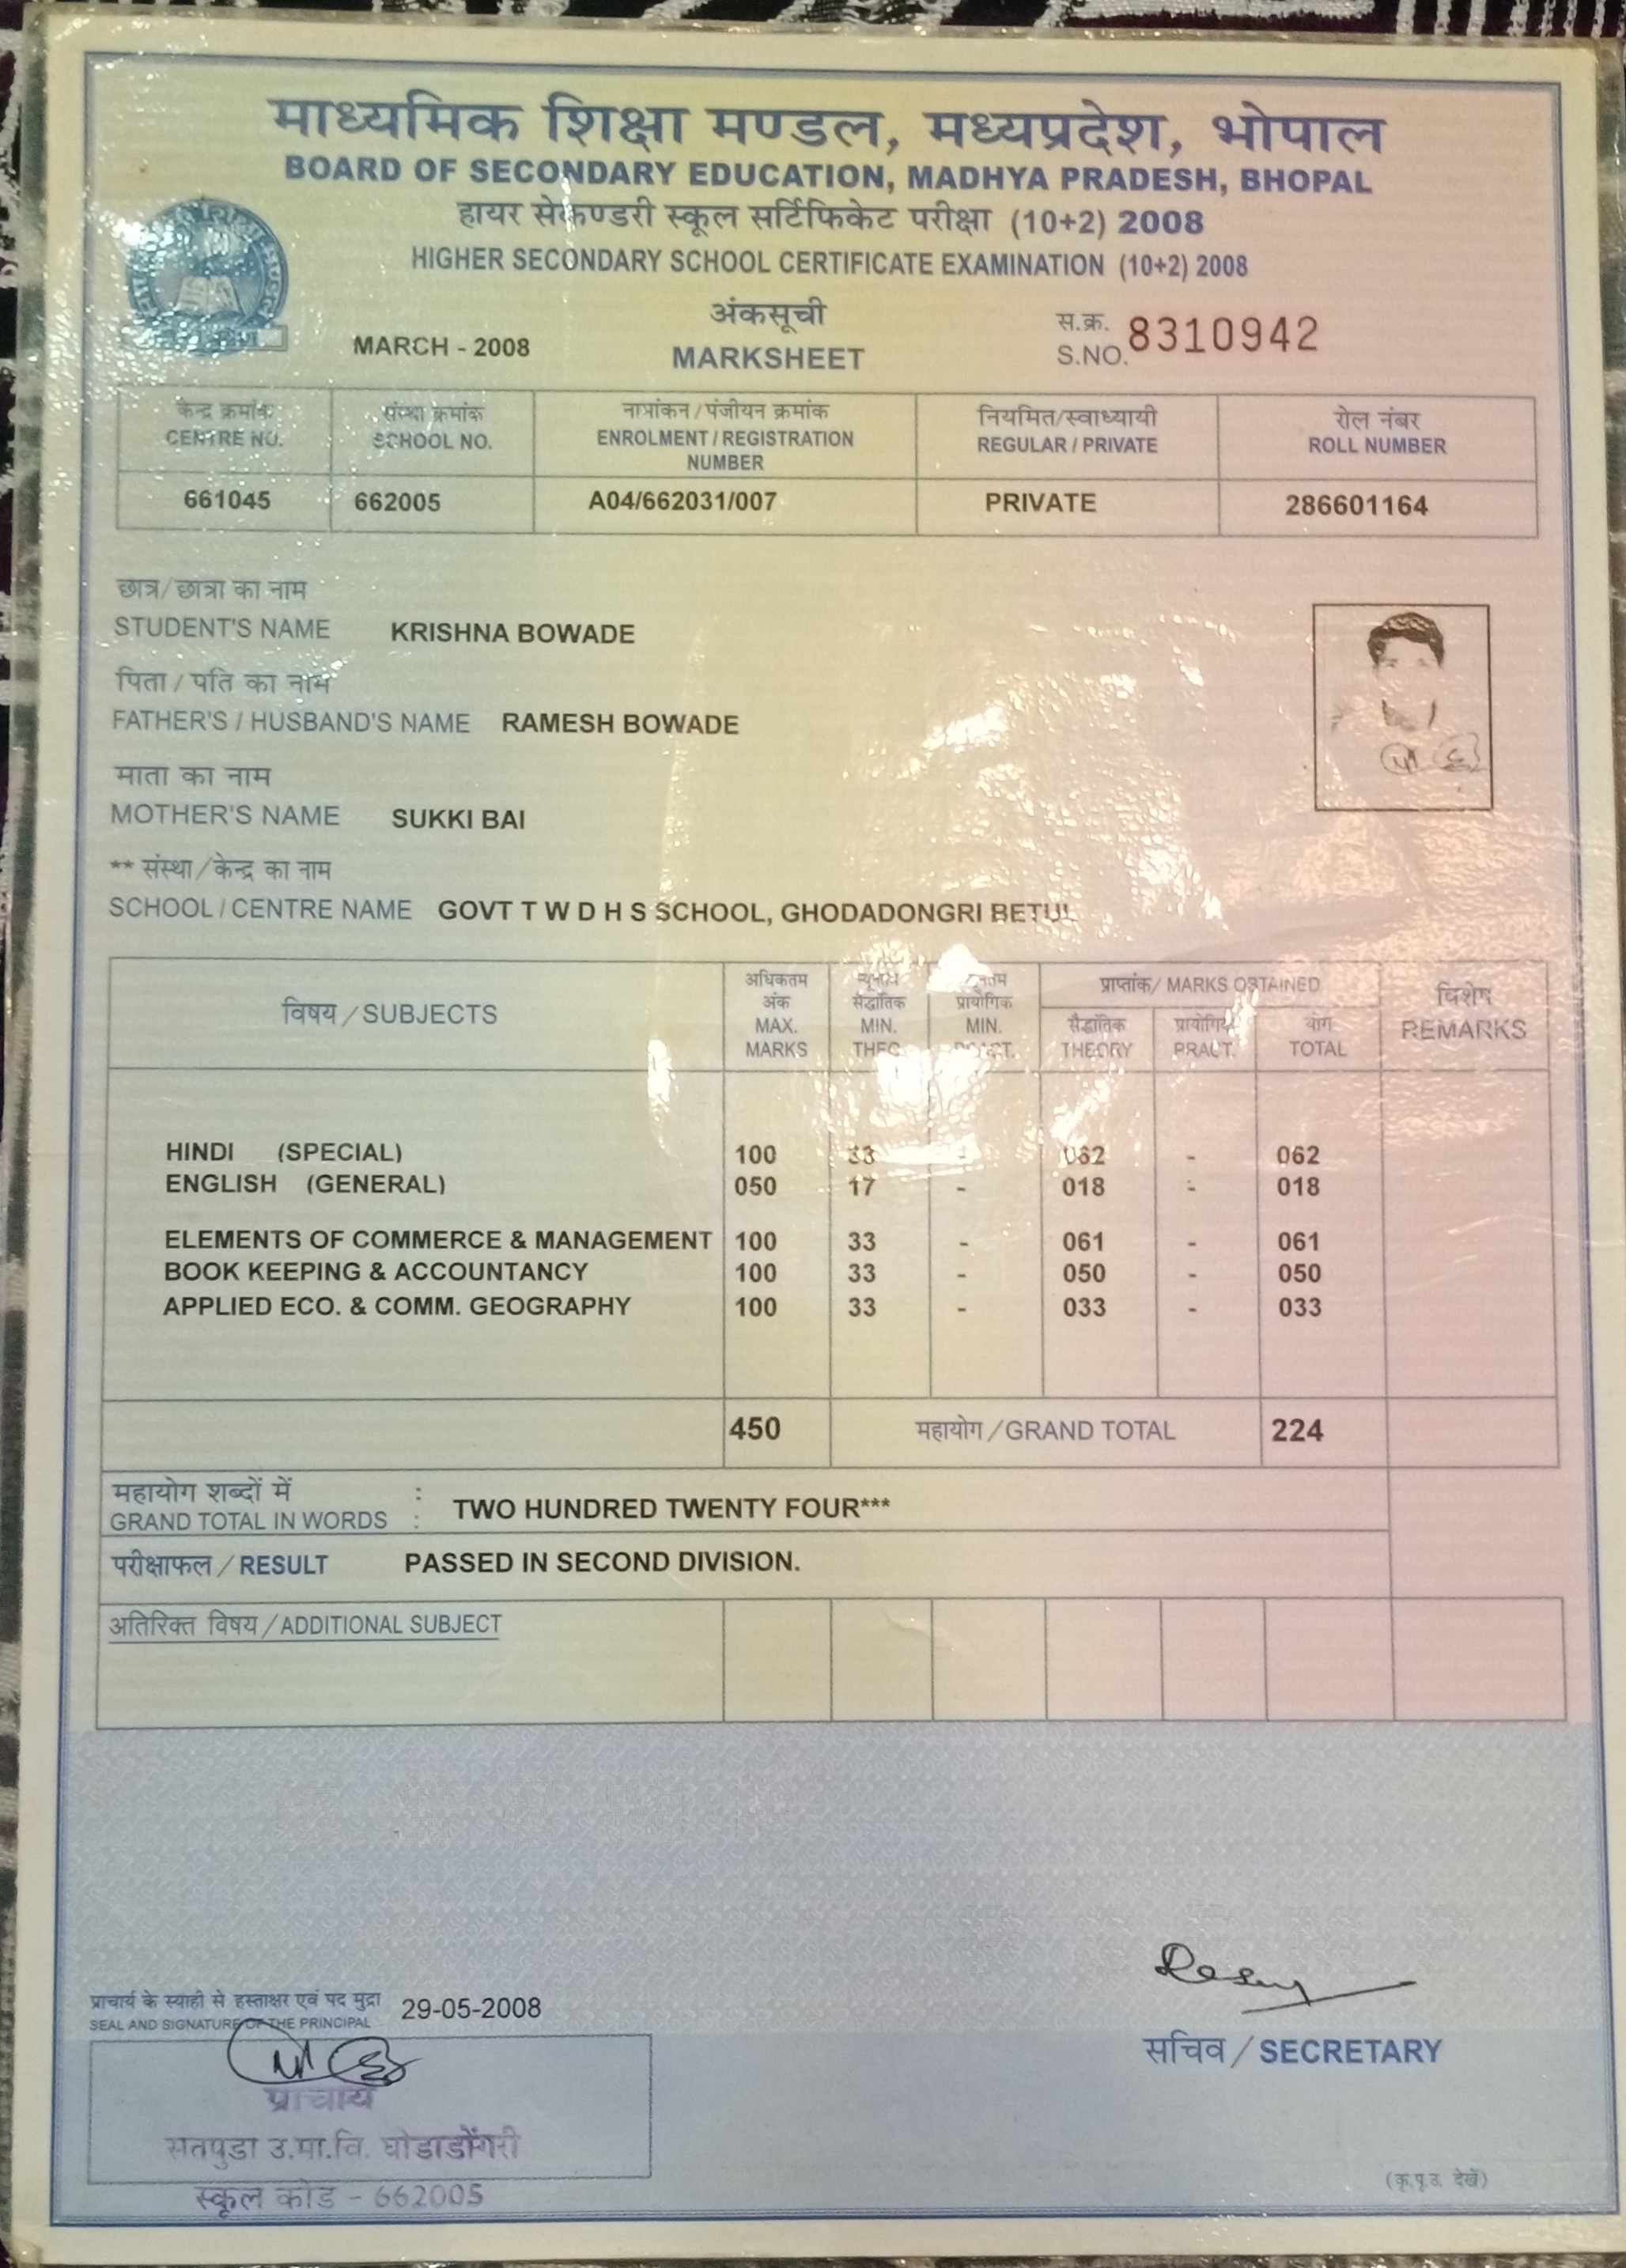 माध्यमिक शिक्षा मण्डल, मध्यप्रदेश, भोपाल
BOARD OF SECONDARY EDUCATION, MADHYA PRADESH, BHOPAL
हायर सेकण्डरी स्कूल सर्टिफिकेट परीक्षा (10+2) 2008
HIGHER SECONDARY SCHOOL CERTIFICATE EXAMINATION (10+2) 2008
अंकसूची
MARCH - 2008 MARKSHEET
स.क्र.
S.NO. 8310942
केन्द्र क्रमांक संस्था क्रमांक नामांकन / पंजीयन क्रमांक नियमित/स्वाध्यायी रोल नंबर
CENTRE NO. SCHOOL NO. ENROLMENT / REGISTRATION NUMBER REGULAR / PRIVATE ROLL NUMBER
661045 662005 A04/662031/007 PRIVATE 286601164
छात्र/छात्रा का नाम
STUDENT'S NAME KRISHNA BOWADE
पिता / पति का नाम
FATHER'S / HUSBAND'S NAME RAMESH BOWADE
माता का नाम
MOTHER'S NAME SUKKI BAI
** संस्था/केन्द्र का नाम
SCHOOL / CENTRE NAME GOVT T W D H S SCHOOL, GHODADONGRI BETUL
विषय / SUBJECTS
अधिकतम अंक MAX. MARKS
सैद्धांतिक MIN. THEO.
प्रायोगिक MIN. PRACT.
प्राप्तांक/ MARKS OBTAINED
सैद्धांतिक THEORY
प्रायोगिक PRACT.
योग TOTAL
विशेष REMARKS
HINDI (SPECIAL) 100 33 - 062 - 062
ENGLISH (GENERAL) 050 17 - 018 - 018
ELEMENTS OF COMMERCE & MANAGEMENT 100 33 - 061 - 061
BOOK KEEPING & ACCOUNTANCY 100 33 - 050 - 050
APPLIED ECO. & COMM. GEOGRAPHY 100 33 - 033 - 033
450 महायोग / GRAND TOTAL 224
महायोग शब्दों में :
GRAND TOTAL IN WORDS : TWO HUNDRED TWENTY FOUR***
परीक्षाफल / RESULT PASSED IN SECOND DIVISION.
अतिरिक्त विषय / ADDITIONAL SUBJECT
प्राचार्य के स्याही से हस्ताक्षर एवं पद मुद्रा 29-05-2008
SEAL AND SIGNATURE OF THE PRINCIPAL
सचिव / SECRETARY
प्राचार्य
सतपुडा उ.मा.वि. घोडाडोंगरी
स्कूल कोड - 662005
(कृ.पृ.उ. देखें)